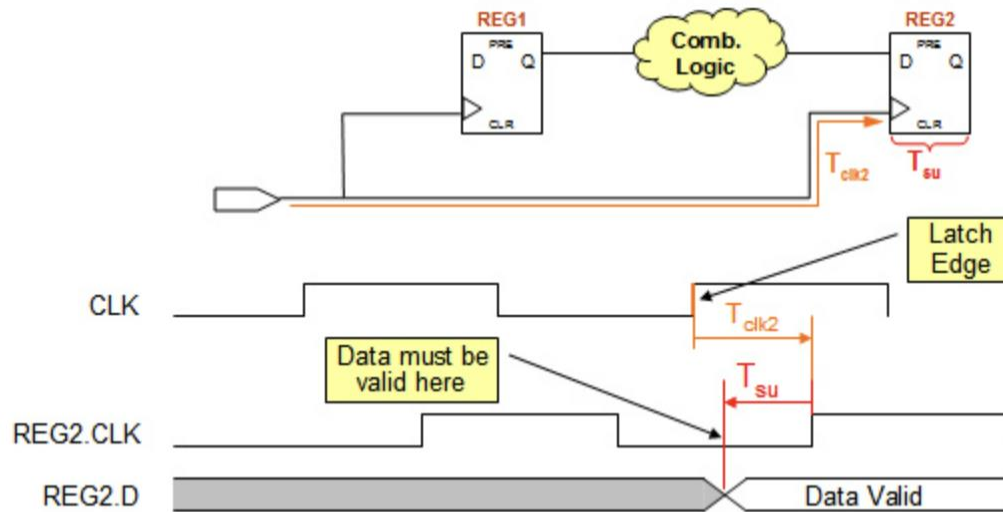 REG1
REG2
PRE
D Q
CLR
Comb.
Logic
PRE
D Q
CLR
Tclk2
Tsu
Latch
Edge
CLK
Tclk2
Data must be
valid here
Tsu
REG2.CLK
REG2.D
Data Valid